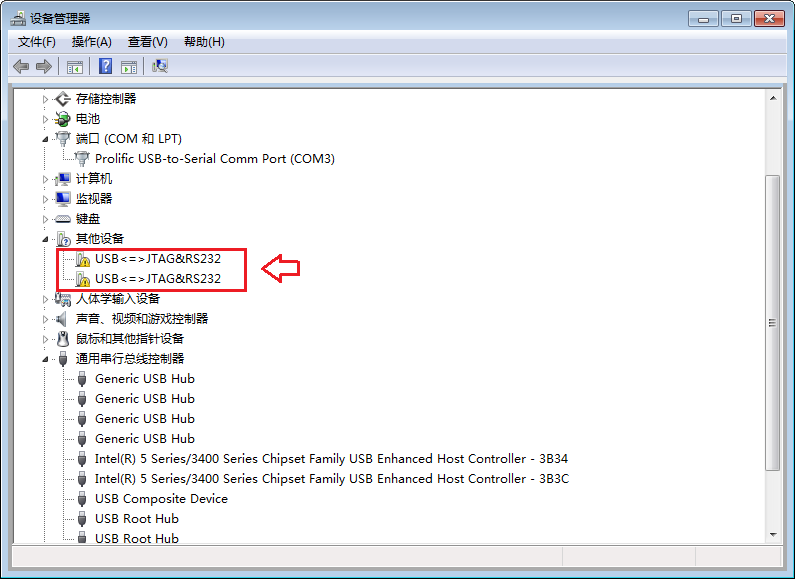 设备管理器
文件(F) 操作(A) 查看(V) 帮助(H)
存储控制器
电池
端口 (COM 和 LPT)
Prolific USB-to-Serial Comm Port (COM3)
计算机
监视器
键盘
其他设备
USB<=>JTAG&RS232
USB<=>JTAG&RS232
人体学输入设备
声音、视频和游戏控制器
鼠标和其他指针设备
通用串行总线控制器
Generic USB Hub
Generic USB Hub
Generic USB Hub
Generic USB Hub
Intel(R) 5 Series/3400 Series Chipset Family USB Enhanced Host Controller - 3B34
Intel(R) 5 Series/3400 Series Chipset Family USB Enhanced Host Controller - 3B3C
USB Composite Device
USB Root Hub
USB Root Hub